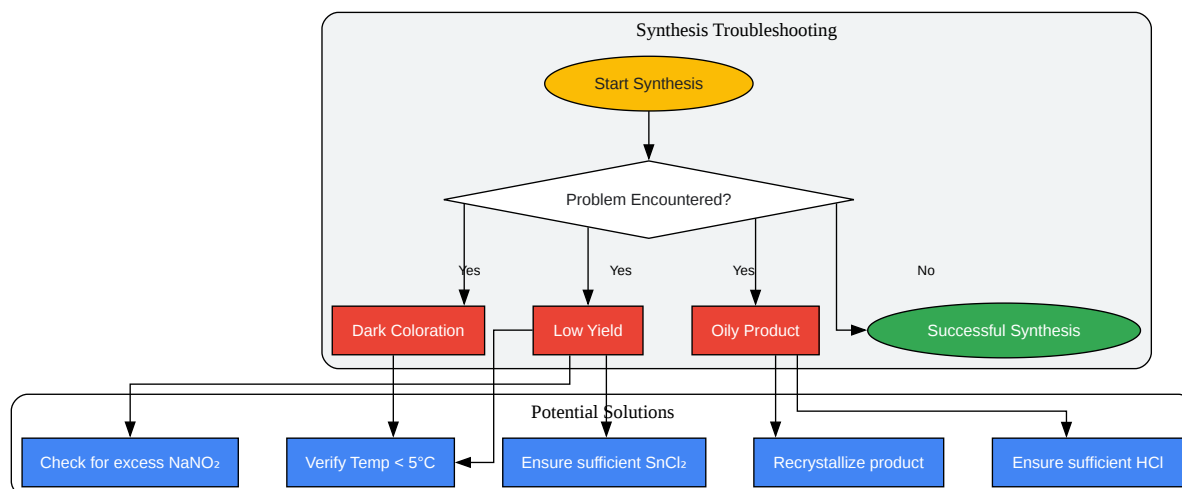 Synthesis Troubleshooting
Start Synthesis
Problem Encountered?
Yes
Yes
Yes
No
Dark Coloration
Low Yield
Oily Product
Successful Synthesis
Potential Solutions
Check for excess NaNO₂
Verify Temp < 5°C
Ensure sufficient SnCl₂
Recrystallize product
Ensure sufficient HCl